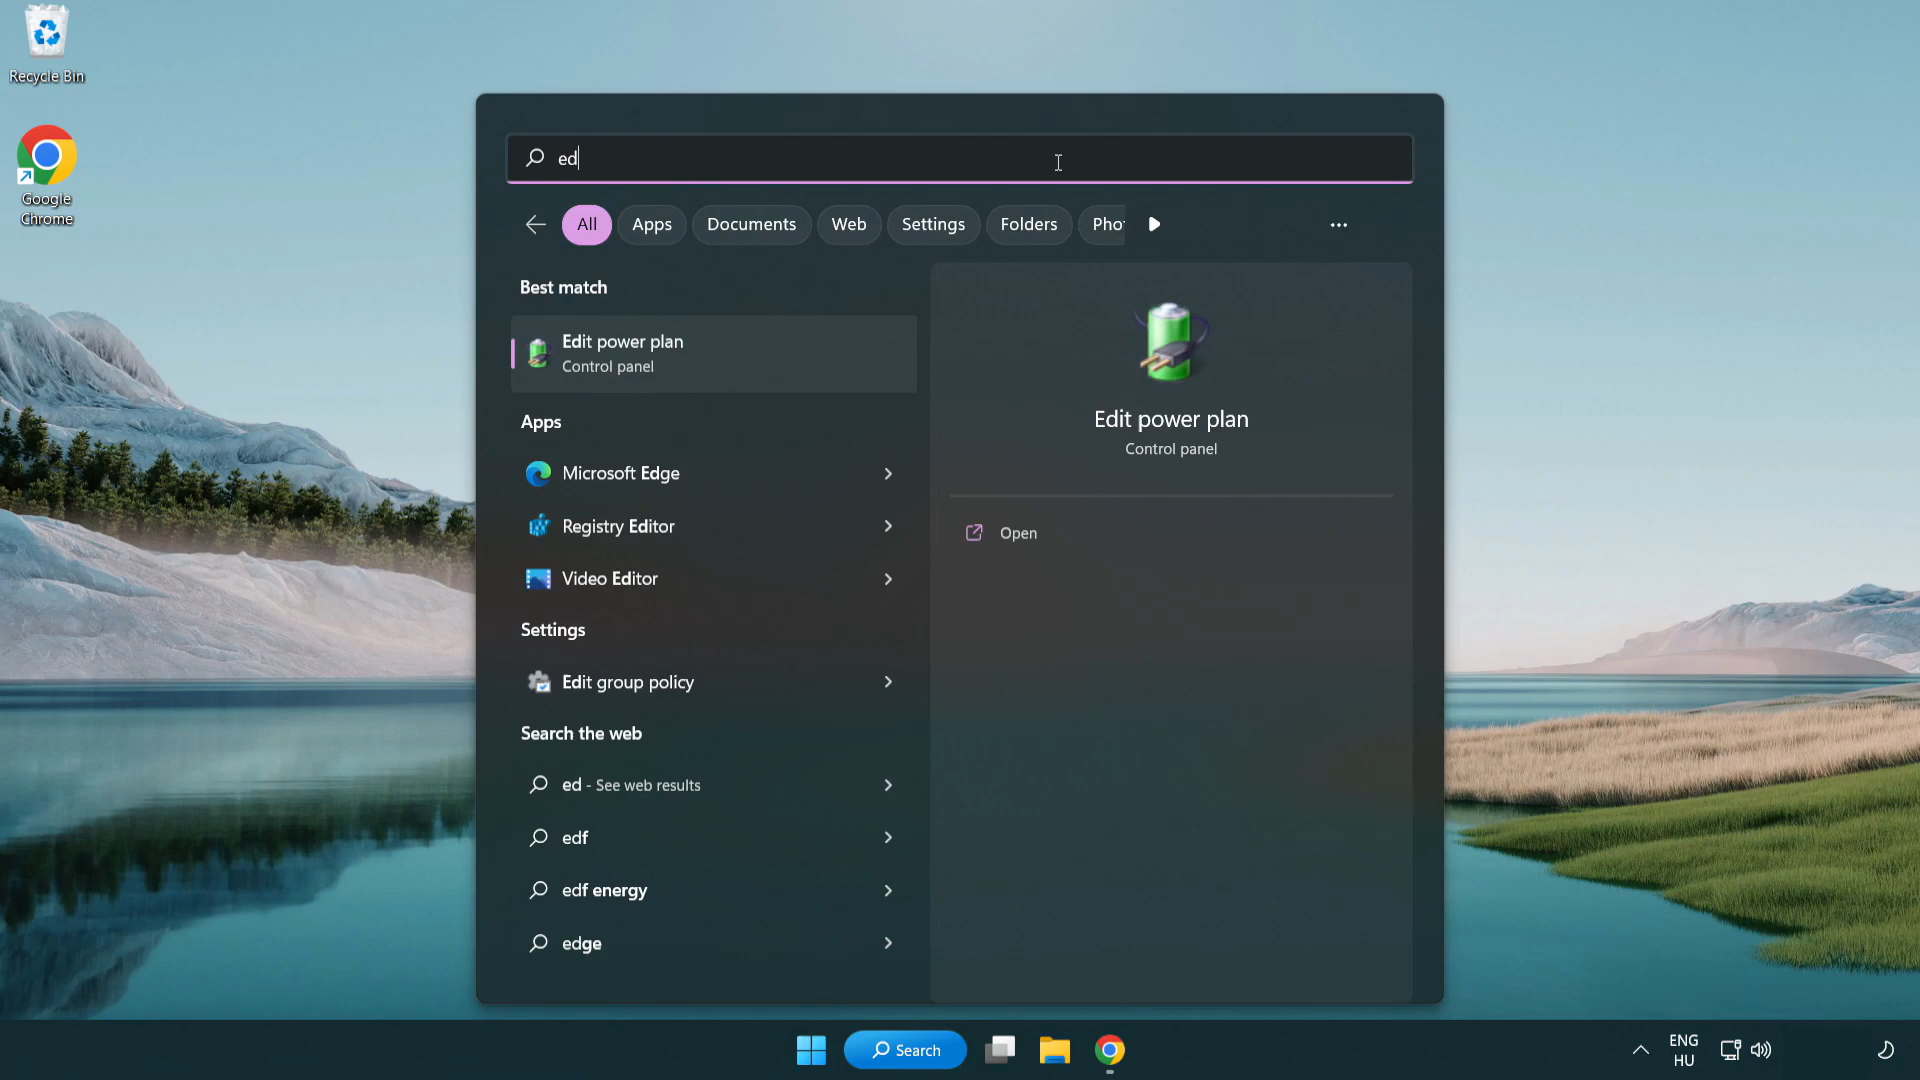 Recycle Bin
Google
Chrome
ed
All
Apps
Documents
Web
Settings
Folders
Pho
Best match
Edit power plan
Control panel
Apps
Microsoft Edge
Registry Editor
Video Editor
Settings
Edit group policy
Search the web
ed - See web results
edf
edf energy
edge
Edit power plan
Control panel
Open
Search
ENG
HU